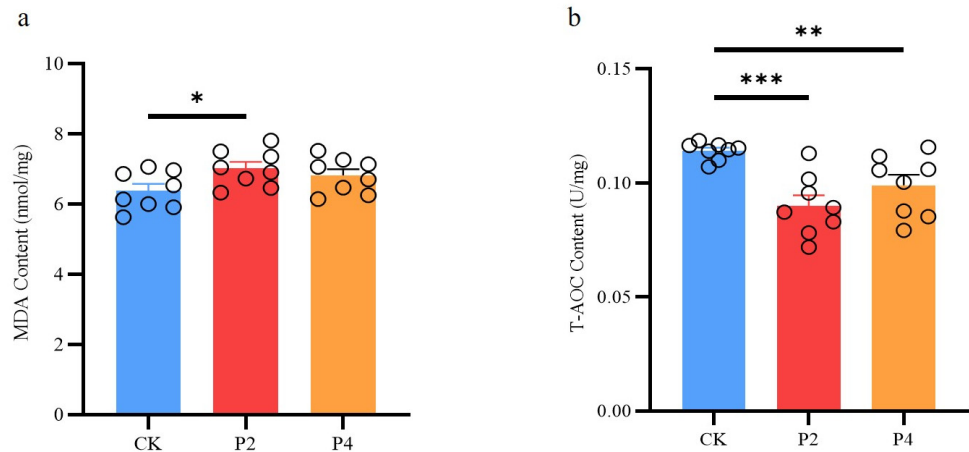 a
MDA Content (nmol/mg)
10
8
6
4
2
0
*
CK P2 P4
b
T-AOC Content (U/mg)
0.15
0.10
0.05
0.00
**
***
CK P2 P4